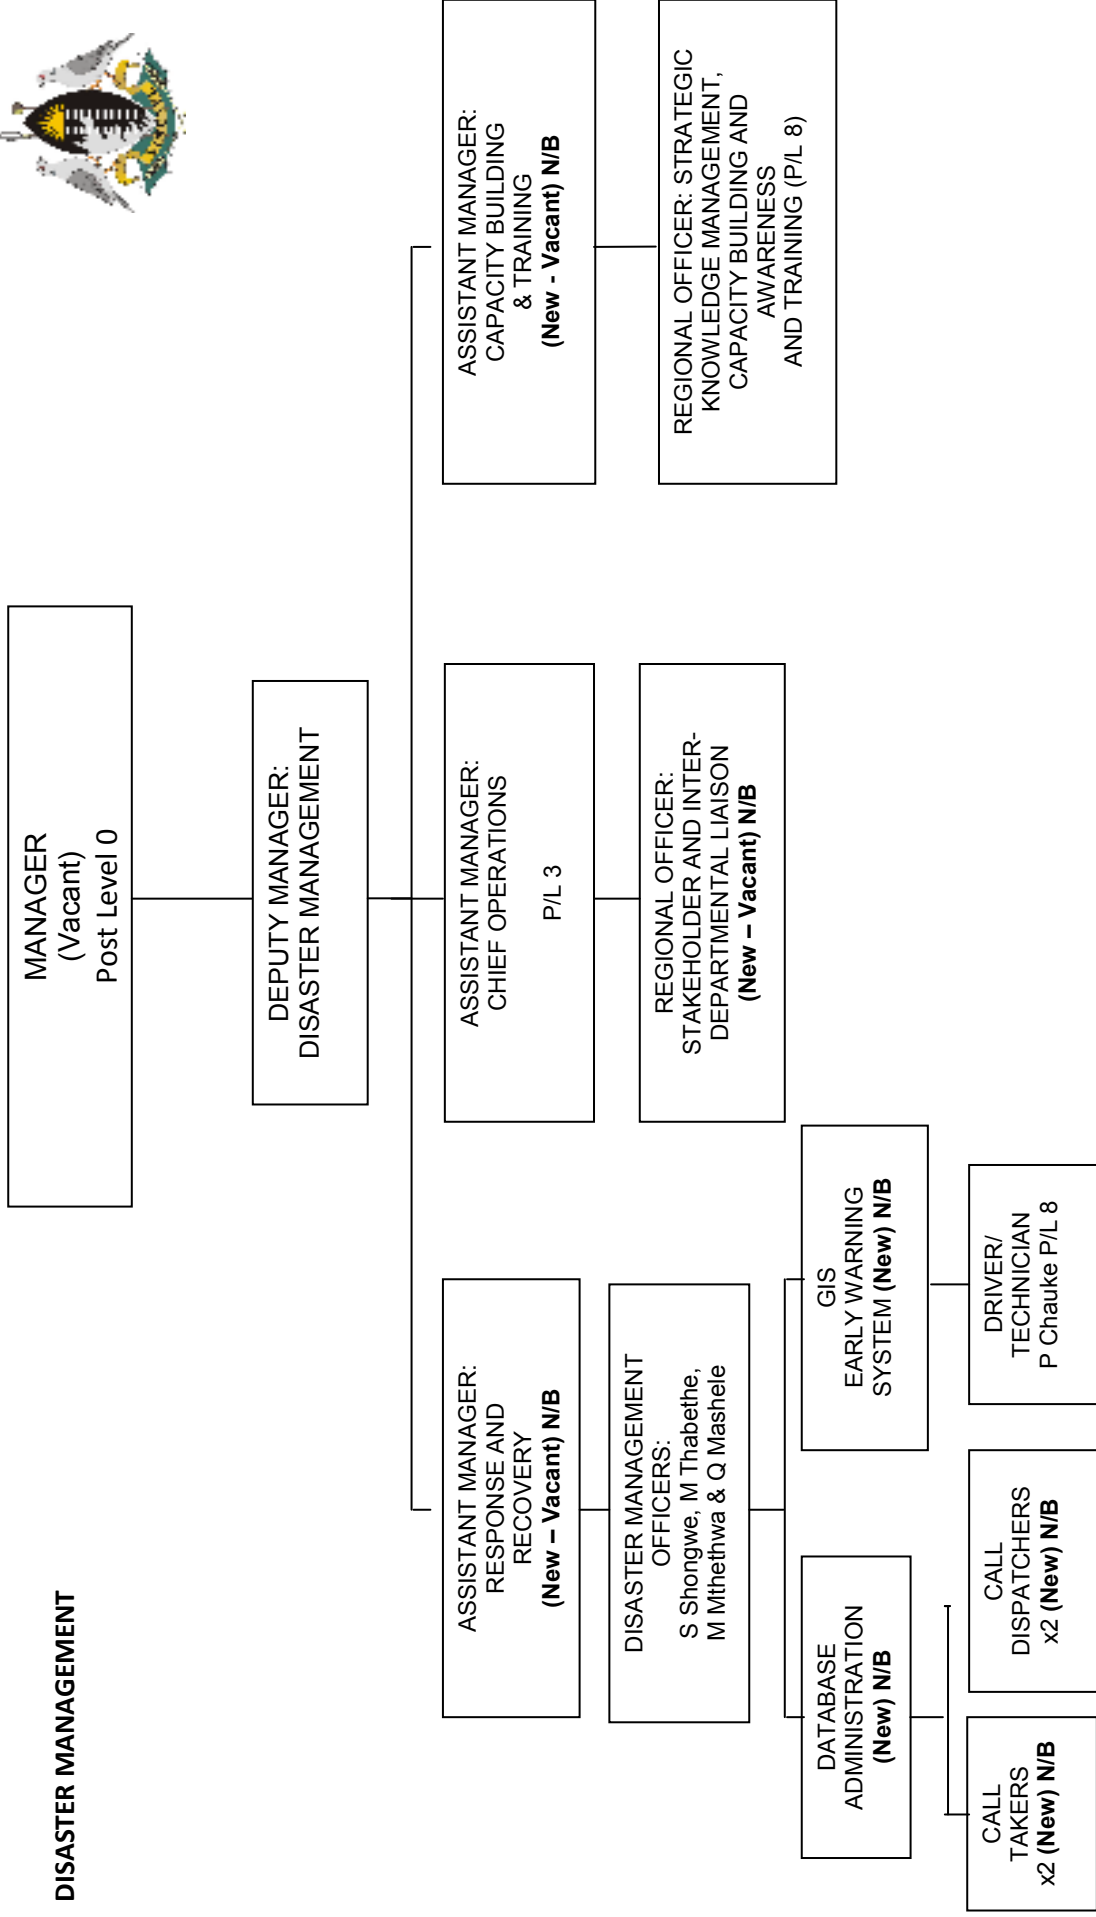 DISASTER MANAGEMENT
MANAGER
(Vacant)
Post Level 0
DEPUTY MANAGER:
DISASTER MANAGEMENT
ASSISTANT MANAGER:
RESPONSE AND
RECOVERY
(New – Vacant) N/B
ASSISTANT MANAGER:
CHIEF OPERATIONS
P/L 3
ASSISTANT MANAGER:
CAPACITY BUILDING
& TRAINING
(New - Vacant) N/B
DISASTER MANAGEMENT
OFFICERS:
S Shongwe, M Thabethe,
M Mthethwa & Q Mashele
REGIONAL OFFICER:
STAKEHOLDER AND INTER-
DEPARTMENTAL LIAISON
(New – Vacant) N/B
REGIONAL OFFICER: STRATEGIC
KNOWLEDGE MANAGEMENT,
CAPACITY BUILDING AND
AWARENESS
AND TRAINING (P/L 8)
DATABASE
ADMINISTRATION
(New) N/B
GIS
EARLY WARNING
SYSTEM (New) N/B
CALL
TAKERS
x2 (New) N/B
CALL
DISPATCHERS
x2 (New) N/B
DRIVER/
TECHNICIAN
P Chauke P/L 8